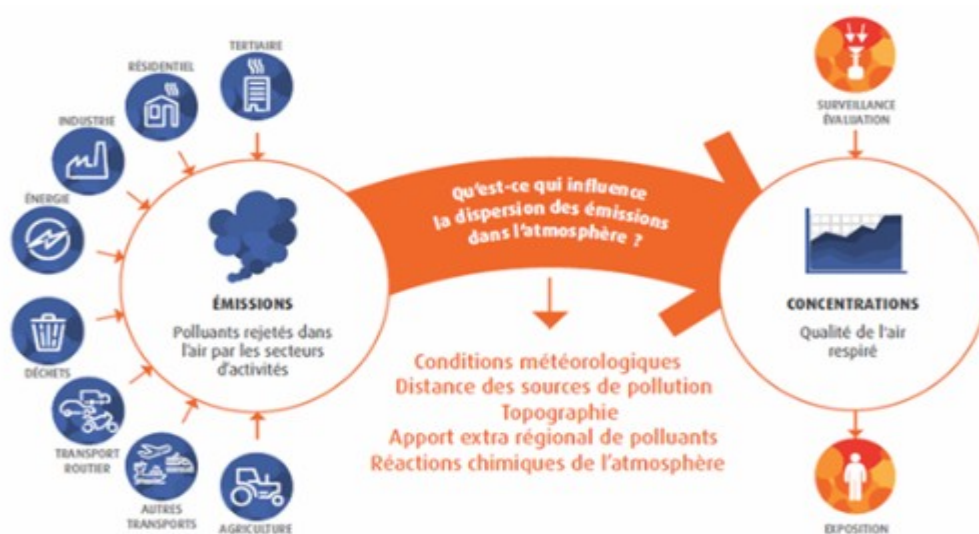 TERTIAIRE
RÉSIDENTIEL
INDUSTRIE
ÉNERGIE
DÉCHETS
TRANSPORT
ROUTIER
AUTRES
TRANSPORTS
AGRICULTURE
ÉMISSIONS
Polluants rejetés dans
l'air par les secteurs
d'activités
Qu'est-ce qui influence
la dispersion des émissions
dans l'atmosphère ?
Conditions météorologiques
Distance des sources de pollution
Topographie
Apport extra régional de polluants
Réactions chimiques de l'atmosphère
SURVEILLANCE
ÉVALUATION
CONCENTRATIONS
Qualité de l'air
respiré
EXPOSITION